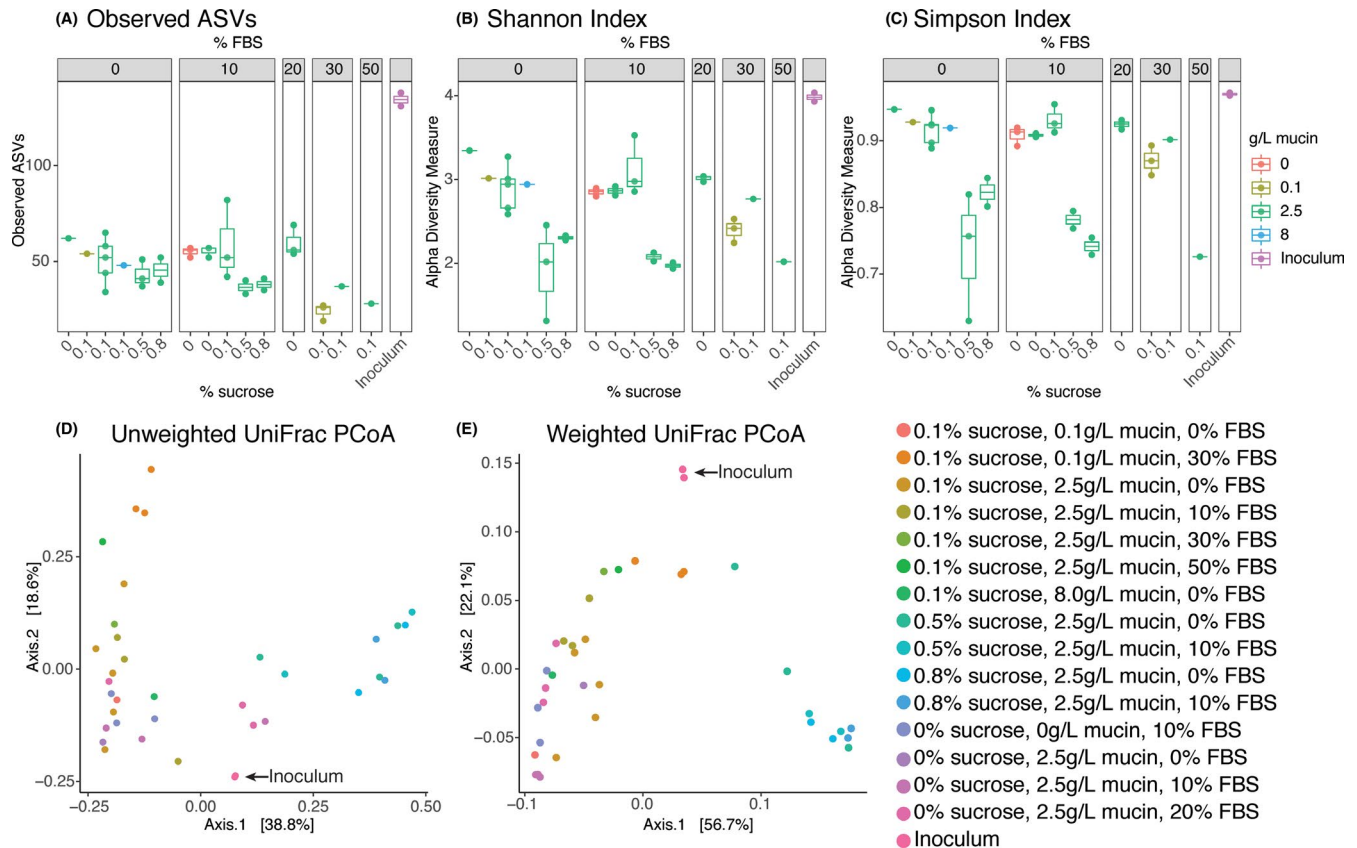 (A) Observed ASVs
% FBS
0 10 20 30 50
Observed ASVs
100
50
0 0.1 0.1 0.1 0.5 0.8 0 0 0.1 0.5 0.8 0 0.1 0.1 0.1 Inoculum
% sucrose
(B) Shannon Index
% FBS
0 10 20 30 50
Alpha Diversity Measure
4
3
2
0 0.1 0.1 0.1 0.5 0.8 0 0 0.1 0.5 0.8 0 0.1 0.1 0.1 Inoculum
% sucrose
(C) Simpson Index
% FBS
0 10 20 30 50
Alpha Diversity Measure
0.9
0.8
0.7
0 0.1 0.1 0.1 0.5 0.8 0 0 0.1 0.5 0.8 0 0.1 0.1 0.1 Inoculum
% sucrose
g/L mucin
0
0.1
2.5
8
Inoculum
(D) Unweighted UniFrac PCoA
Axis.2 [18.6%]
0.25
0.00
−0.25
Inoculum
−0.25 0.00 0.25 0.50
Axis.1 [38.8%]
(E) Weighted UniFrac PCoA
Axis.2 [22.1%]
0.15
0.10
0.05
0.00
−0.05
Inoculum
−0.1 0.0 0.1
Axis.1 [56.7%]
0.1% sucrose, 0.1g/L mucin, 0% FBS
0.1% sucrose, 0.1g/L mucin, 30% FBS
0.1% sucrose, 2.5g/L mucin, 0% FBS
0.1% sucrose, 2.5g/L mucin, 10% FBS
0.1% sucrose, 2.5g/L mucin, 30% FBS
0.1% sucrose, 2.5g/L mucin, 50% FBS
0.1% sucrose, 8.0g/L mucin, 0% FBS
0.5% sucrose, 2.5g/L mucin, 0% FBS
0.5% sucrose, 2.5g/L mucin, 10% FBS
0.8% sucrose, 2.5g/L mucin, 0% FBS
0.8% sucrose, 2.5g/L mucin, 10% FBS
0% sucrose, 0g/L mucin, 10% FBS
0% sucrose, 2.5g/L mucin, 0% FBS
0% sucrose, 2.5g/L mucin, 10% FBS
0% sucrose, 2.5g/L mucin, 20% FBS
Inoculum